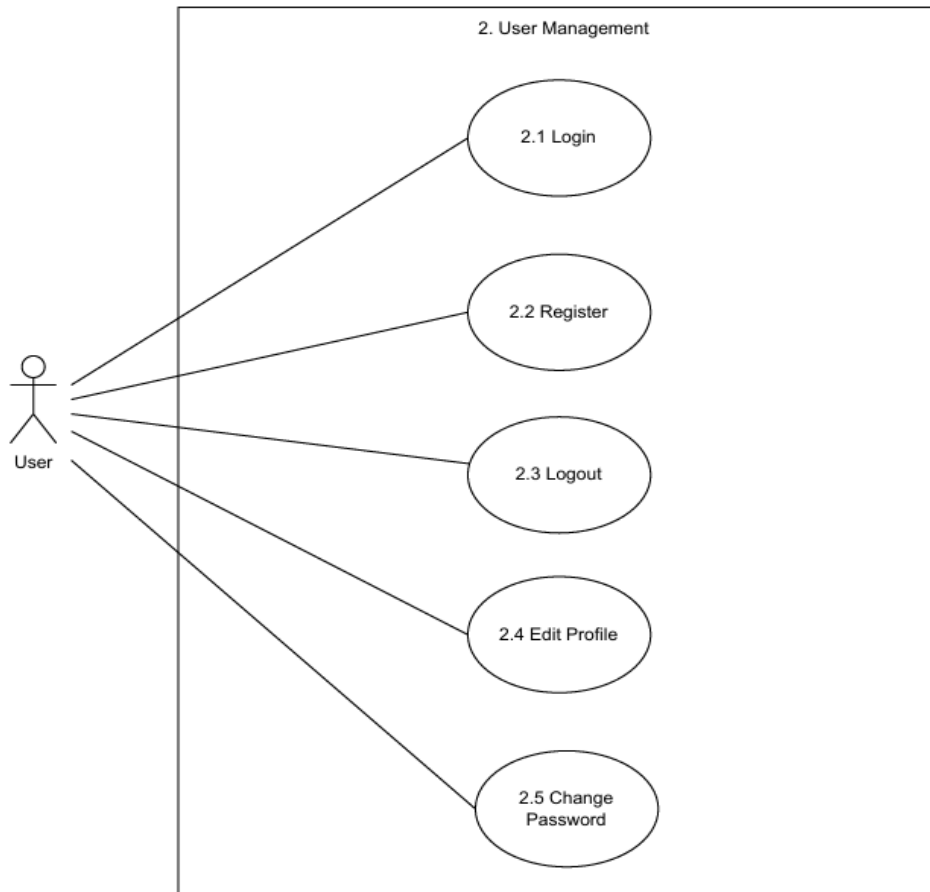 2. User Management
2.1 Login
2.2 Register
User
2.3 Logout
2.4 Edit Profile
2.5 Change
Password